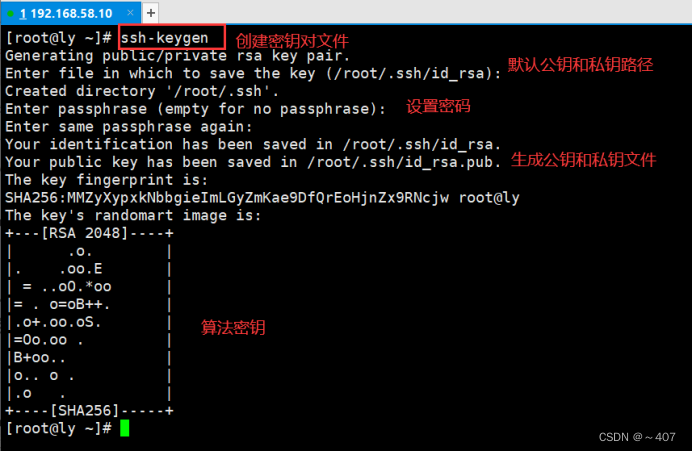 1 192.168.58.10 × +
[root@ly ~]# ssh-keygen 创建密钥对文件
Generating public/private rsa key pair.
Enter file in which to save the key (/root/.ssh/id_rsa): 默认公钥和私钥路径
Created directory '/root/.ssh'.
Enter passphrase (empty for no passphrase): 设置密码
Enter same passphrase again:
Your identification has been saved in /root/.ssh/id_rsa.
Your public key has been saved in /root/.ssh/id_rsa.pub. 生成公钥和私钥文件
The key fingerprint is:
SHA256:MMZyXypxkNbbgieImLGyZmKae9DfQrEoHjnZx9RNcjw root@ly
The key's randomart image is:
+---[RSA 2048]----+
|      .o.        |
|.    .oo.E       |
| = ..oO.*oo      |
|= . o=oB++.      |
|.o+.oo.oS.       |
|=Oo.oo .         | 算法密钥
|B+oo..           |
|o.. o .          |
|.o   .           |
+----[SHA256]-----+
[root@ly ~]#
CSDN @～407